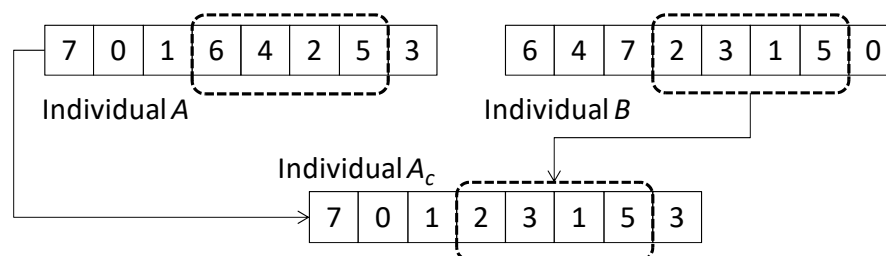 7 0 1 6 4 2 5 3
6 4 7 2 3 1 5 0
Individual A
Individual B
Individual Ac
7 0 1 2 3 1 5 3